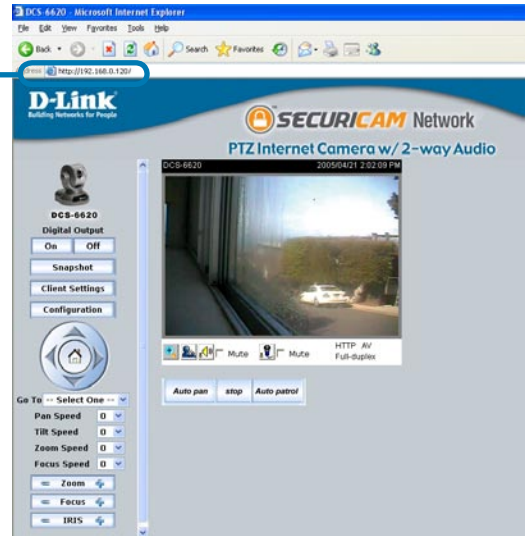 DCS-6620 - Microsoft Internet Explorer
File Edit View Favorites Tools Help
Back Search Favorites
http://192.168.0.120/
D-Link
Building Networks for People
SECURICAM Network
PTZ Internet Camera w/ 2-way Audio
DCS-6620 2005/04/21 2:02:09 PM
DCS-6620
Digital Output
On Off
Snapshot
Client Settings
Configuration
Mute Mute HTTP AV
Full-duplex
Auto pan stop Auto patrol
Go To -- Select One --
Pan Speed 0
Tilt Speed 0
Zoom Speed 0
Focus Speed 0
Zoom
Focus
IRIS